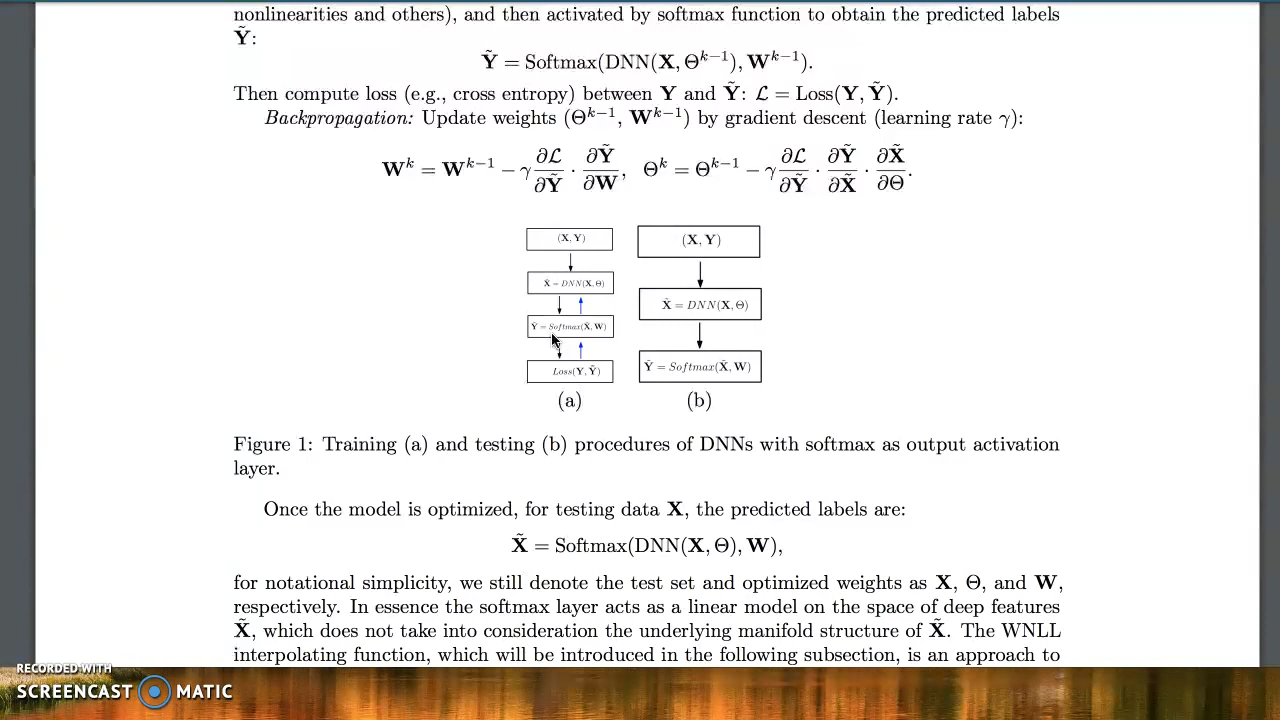 nonlinearities and others), and then activated by softmax function to obtain the predicted labels
Ỹ:
Ỹ = Softmax(DNN(X, Θ^{k−1}), W^{k−1}).
Then compute loss (e.g., cross entropy) between Y and Ỹ: ℒ = Loss(Y, Ỹ).
Backpropagation: Update weights (Θ^{k−1}, W^{k−1}) by gradient descent (learning rate γ):
W^k = W^{k−1} − γ ∂ℒ/∂Ỹ · ∂Ỹ/∂W, Θ^k = Θ^{k−1} − γ ∂ℒ/∂Ỹ · ∂Ỹ/∂X̃ · ∂X̃/∂Θ.
(X, Y)
X̃ = DNN(X, Θ)
Ỹ = Softmax(X̃, W)
Loss(Y, Ỹ)
(a)
(X, Y)
X̃ = DNN(X, Θ)
Ỹ = Softmax(X̃, W)
(b)
Figure 1: Training (a) and testing (b) procedures of DNNs with softmax as output activation
layer.
Once the model is optimized, for testing data X, the predicted labels are:
X̃ = Softmax(DNN(X, Θ), W),
for notational simplicity, we still denote the test set and optimized weights as X, Θ, and W,
respectively. In essence the softmax layer acts as a linear model on the space of deep features
X̃, which does not take into consideration the underlying manifold structure of X̃. The WNLL
interpolating function, which will be introduced in the following subsection, is an approach to
RECORDED WITH
SCREENCAST MATIC